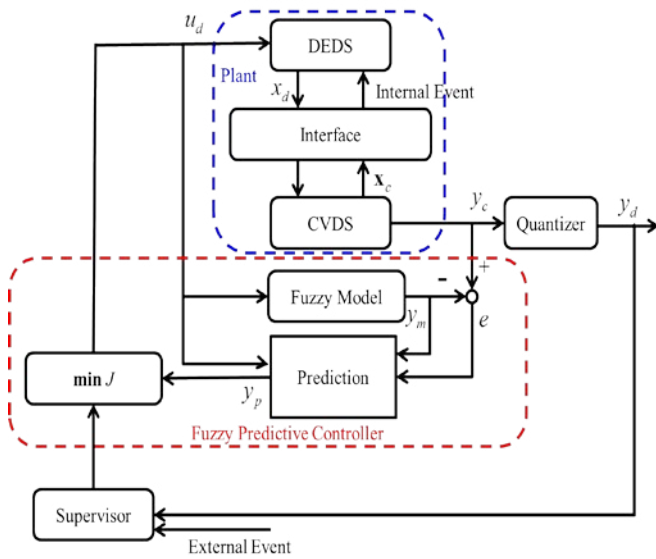 u_d
DEDS
Plant
x_d
Internal Event
Interface
x_c
y_c
y_d
CVDS
Quantizer
+
-
Fuzzy Model
y_m
e
Prediction
min J
y_p
Fuzzy Predictive Controller
Supervisor
External Event